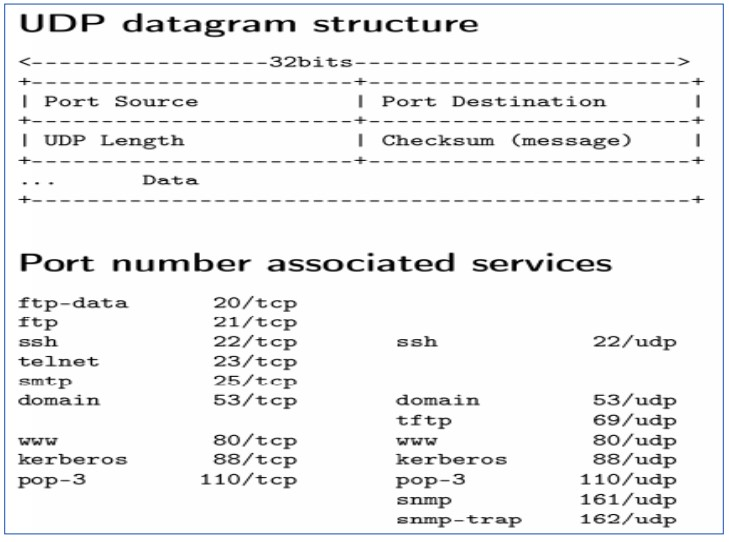 UDP datagram structure
<-----------------32bits------------------------>
+------------------------+------------------------+
| Port Source | Port Destination |
+------------------------+------------------------+
| UDP Length | Checksum (message) |
+------------------------+------------------------+
... Data
+-------------------------------------------------+
Port number associated services
ftp-data 20/tcp
ftp 21/tcp
ssh 22/tcp ssh 22/udp
telnet 23/tcp
smtp 25/tcp
domain 53/tcp domain 53/udp
tftp 69/udp
www 80/tcp www 80/udp
kerberos 88/tcp kerberos 88/udp
pop-3 110/tcp pop-3 110/udp
snmp 161/udp
snmp-trap 162/udp